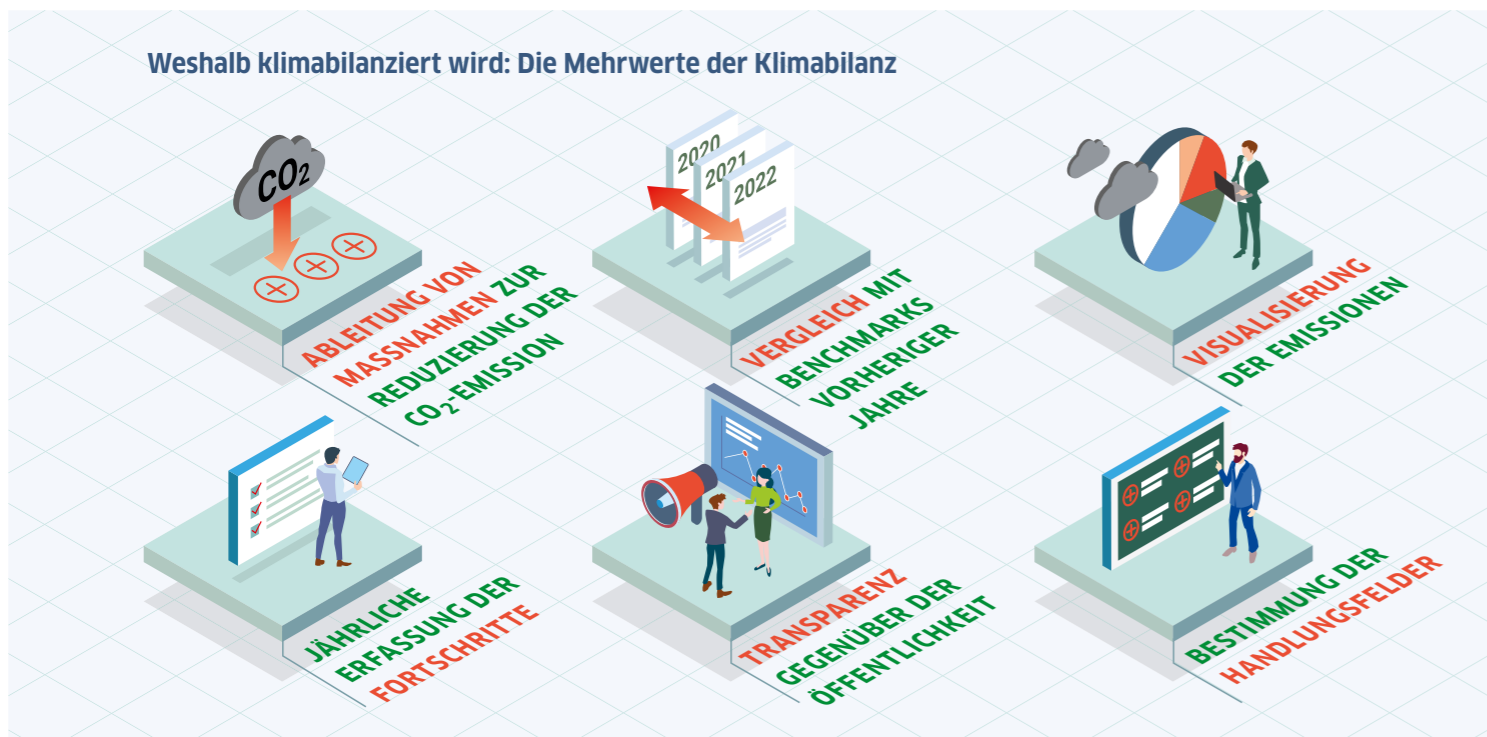 Weshalb klimabilanziert wird: Die Mehrwerte der Klimabilanz
CO₂
ABLEITUNG VON
MASSNAHMEN ZUR
REDUZIERUNG DER
CO₂-EMISSION
2020
2021
2022
VERGLEICH MIT
BENCHMARKS
VORHERIGER
JAHRE
VISUALISIERUNG
DER EMISSIONEN
JÄHRLICHE
ERFASSUNG DER
FORTSCHRITTE
TRANSPARENZ
GEGENÜBER DER
ÖFFENTLICHKEIT
BESTIMMUNG DER
HANDLUNGSFELDER